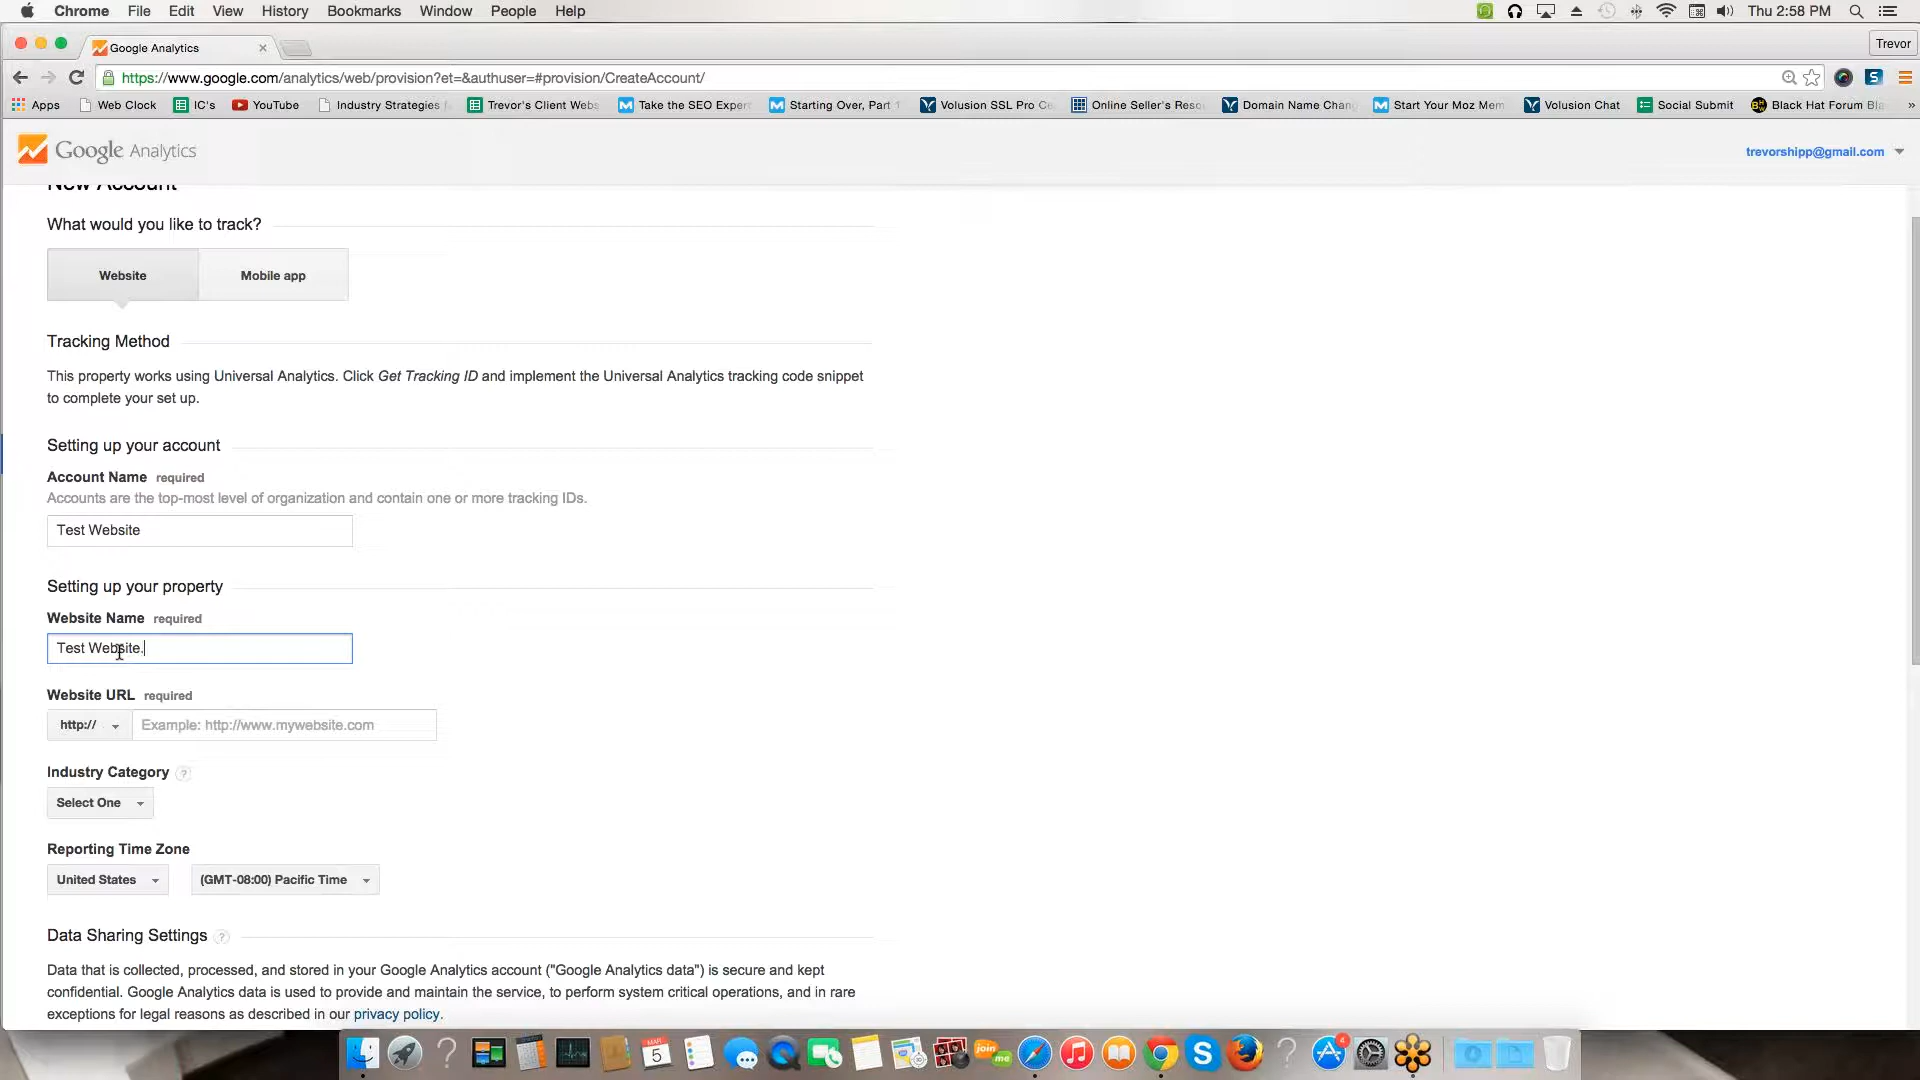 Chrome File Edit View History Bookmarks Window People Help Thu 2:58 PM
Google Analytics Trevor
https://www.google.com/analytics/web/provision?et=&authuser=#provision/CreateAccount/
Apps Web Clock IC's YouTube Industry Strategies Trevor's Client Webs Take the SEO Expert Starting Over, Part Volusion SSL Pro Ce Online Seller's Reso Domain Name Chan Start Your Moz Mem Volusion Chat Social Submit Black Hat Forum Bla »
Google Analytics trevorshipp@gmail.com
New Account
What would you like to track?
Website Mobile app
Tracking Method
This property works using Universal Analytics. Click Get Tracking ID and implement the Universal Analytics tracking code snippet
to complete your set up.
Setting up your account
Account Name required
Accounts are the top-most level of organization and contain one or more tracking IDs.
Test Website
Setting up your property
Website Name required
Test Website.
Website URL required
http:// Example: http://www.mywebsite.com
Industry Category ?
Select One
Reporting Time Zone
United States (GMT-08:00) Pacific Time
Data Sharing Settings ?
Data that is collected, processed, and stored in your Google Analytics account ("Google Analytics data") is secure and kept
confidential. Google Analytics data is used to provide and maintain the service, to perform system critical operations, and in rare
exceptions for legal reasons as described in our privacy policy.
MAR 5 join.me 4